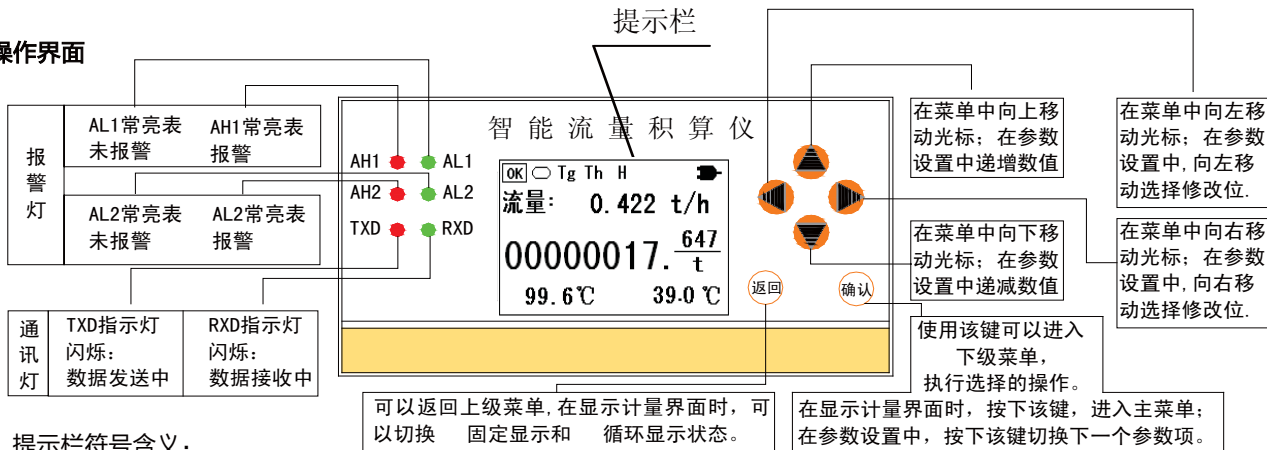 提示栏
操作界面
报警灯
AL1常亮表
未报警
AH1常亮表
报警
AL2常亮表
未报警
AL2常亮表
报警
通讯灯
TXD指示灯
闪烁:
数据发送中
RXD指示灯
闪烁:
数据接收中
智能流量积算仪
AH1 AL1
AH2 AL2
TXD RXD
OK Tg Th H
流量: 0.422 t/h
00000017.647 t
99.6℃ 39.0℃
返回
确认
在菜单中向上移
动光标; 在参数
设置中递增数值
在菜单中向左移
动光标; 在参数
设置中,向左移
动选择修改位.
在菜单中向下移
动光标; 在参数
设置中递减数值
在菜单中向右移
动光标; 在参数
设置中,向右移
动选择修改位.
可以返回上级菜单,在显示计量界面时, 可
以切换 固定显示和 循环显示状态。
使用该键可以进入
下级菜单,
执行选择的操作。
在显示计量界面时, 按下该键, 进入主菜单;
在参数设置中, 按下该键切换下一个参数项。
提示栏符号含义: